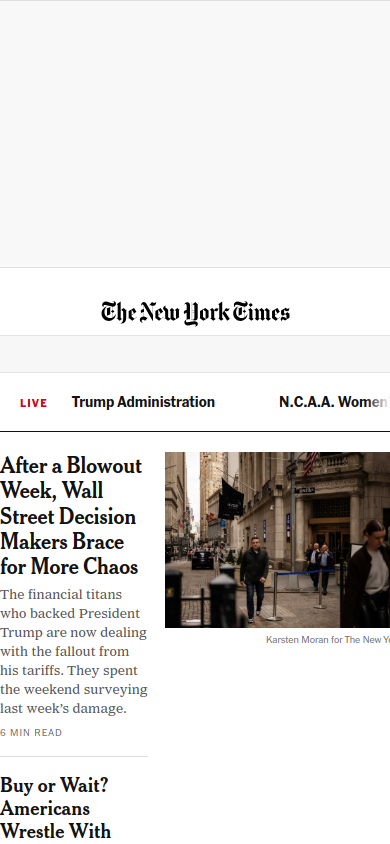 The New York Times
LIVE
Trump Administration
N.C.A.A. Women
After a Blowout
Week, Wall
Street Decision
Makers Brace
for More Chaos
The financial titans
who backed President
Trump are now dealing
with the fallout from
his tariffs. They spent
the weekend surveying
last week's damage.
6 MIN READ
Karsten Moran for The New Yo
Buy or Wait?
Americans
Wrestle With